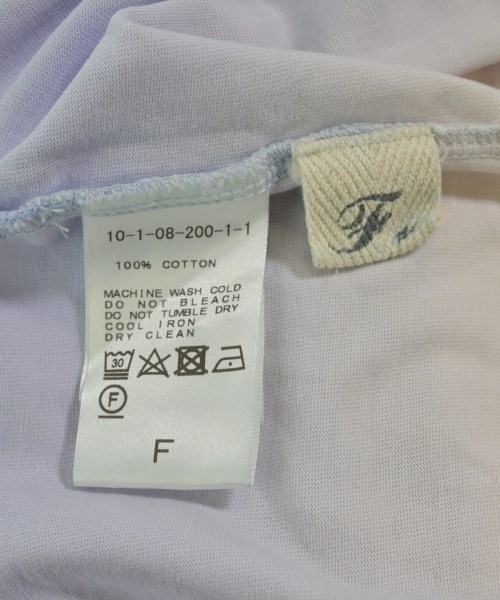 10-1-08-200-1-1
100% COTTON
MACHINE WASH COLD
DO NOT BLEACH
DO NOT TUMBLE DRY
COOL IRON
DRY CLEAN
30
F
F
F